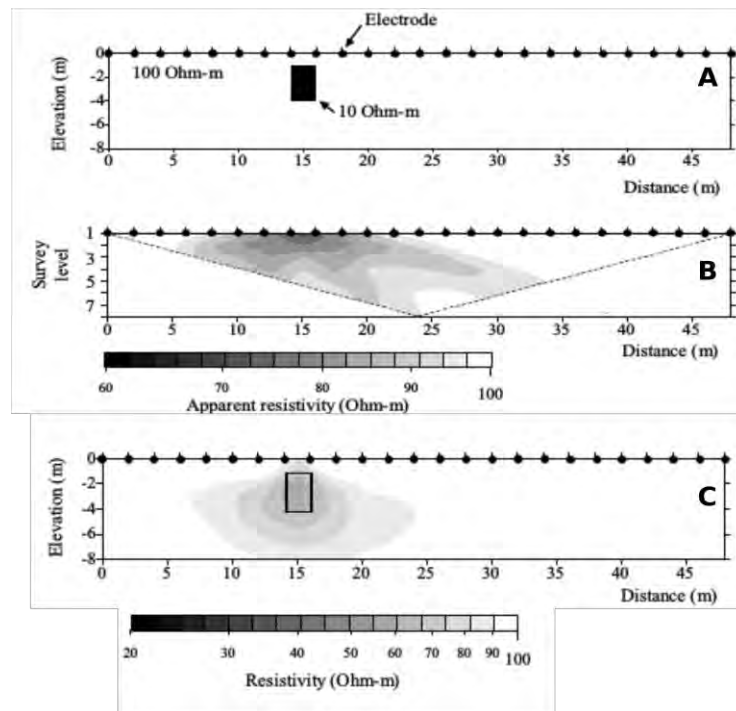 Electrode
0
100 Ohm-m
A
-2
-4
10 Ohm-m
-6
-8
Elevation (m)
0 5 10 15 20 25 30 35 40 45
Distance (m)
1
3
B
5
7
Survey
level
0 5 10 15 20 25 30 35 40 45
Distance (m)
60 70 80 90 100
Apparent resistivity (Ohm-m)
0
-2
C
-4
-6
-8
Elevation (m)
0 5 10 15 20 25 30 35 40 45
Distance (m)
20 30 40 50 60 70 80 90 100
Resistivity (Ohm-m)